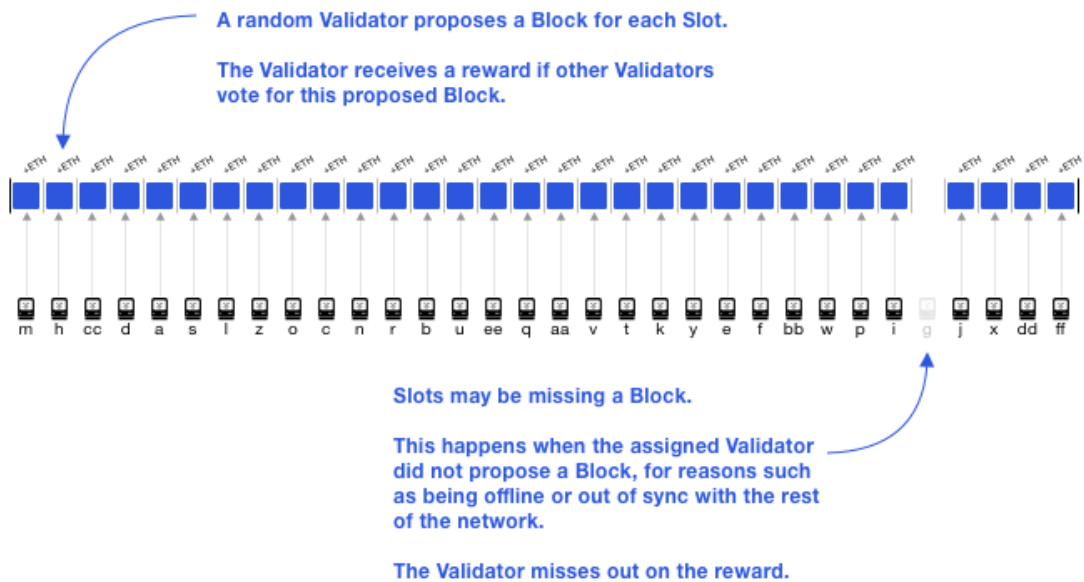 A random Validator proposes a Block for each Slot.
The Validator receives a reward if other Validators
vote for this proposed Block.
+ETH +ETH +ETH +ETH +ETH +ETH +ETH +ETH +ETH +ETH +ETH +ETH +ETH +ETH +ETH +ETH +ETH +ETH +ETH +ETH +ETH +ETH +ETH +ETH +ETH +ETH +ETH +ETH +ETH +ETH +ETH
m h cc d a s l z o c n r b u ee q aa v t k y e f bb w p i g j x dd ff
Slots may be missing a Block.
This happens when the assigned Validator
did not propose a Block, for reasons such
as being offline or out of sync with the rest
of the network.
The Validator misses out on the reward.